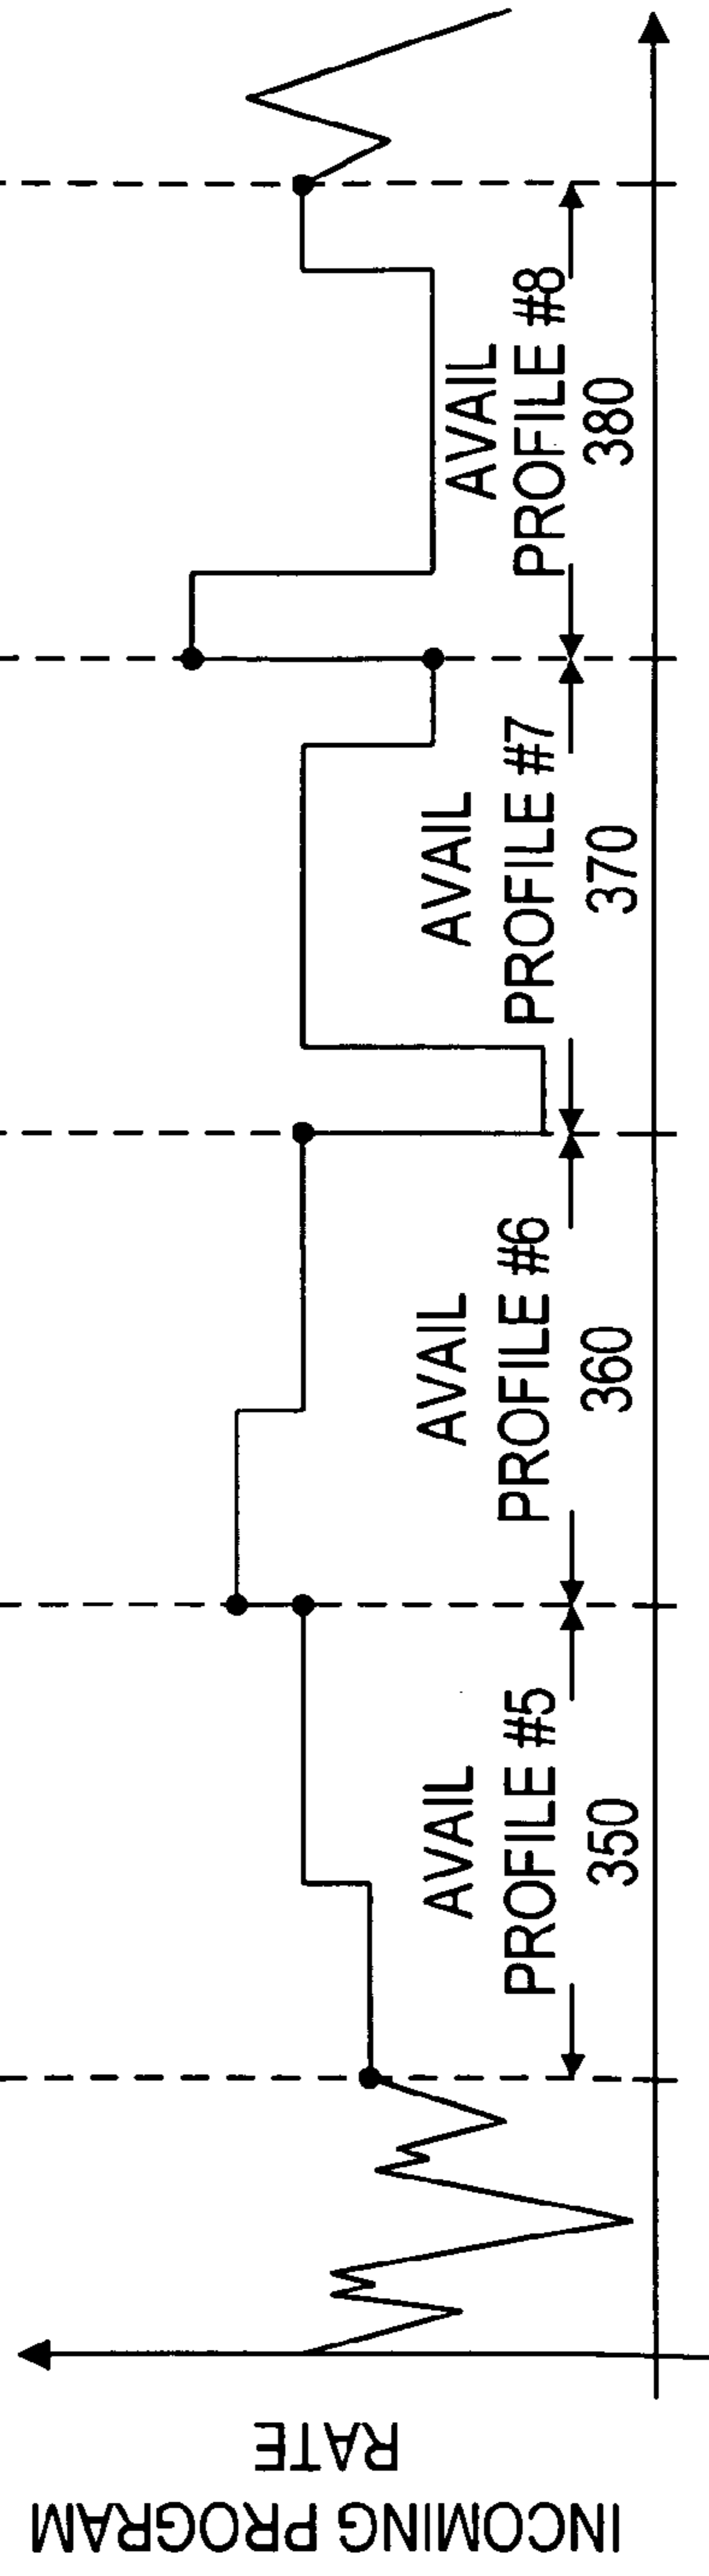 INCOMING PROGRAM
RATE
AVAIL
PROFILE #5
350
AVAIL
PROFILE #6
360
AVAIL
PROFILE #7
370
AVAIL
PROFILE #8
380